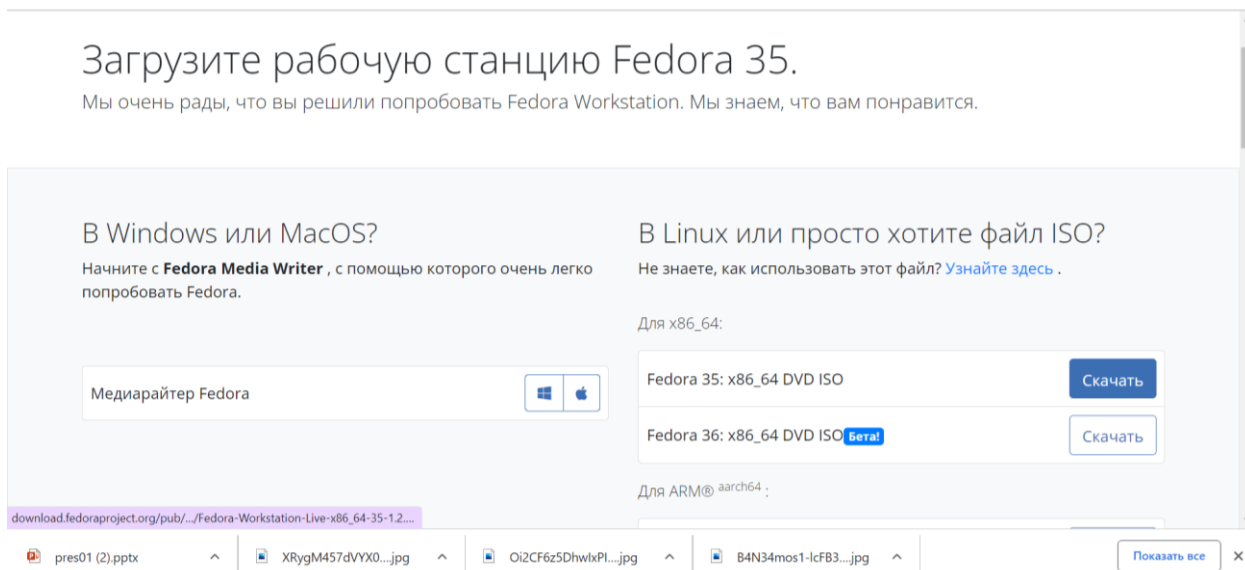 Загрузите рабочую станцию Fedora 35.
Мы очень рады, что вы решили попробовать Fedora Workstation. Мы знаем, что вам понравится.
В Windows или MacOS?
Начните с Fedora Media Writer , с помощью которого очень легко
попробовать Fedora.
Медиарайтер Fedora
В Linux или просто хотите файл ISO?
Не знаете, как использовать этот файл? Узнайте здесь .
Для x86_64:
Fedora 35: x86_64 DVD ISO
Скачать
Fedora 36: x86_64 DVD ISO Бета!
Скачать
Для ARM® aarch64 :
download.fedoraproject.org/pub/.../Fedora-Workstation-Live-x86_64-35-1.2....
pres01 (2).pptx
XRygM457dVYX0....jpg
Oi2CF6z5DhwIxPI....jpg
B4N34mos1-lcFB3....jpg
Показать все